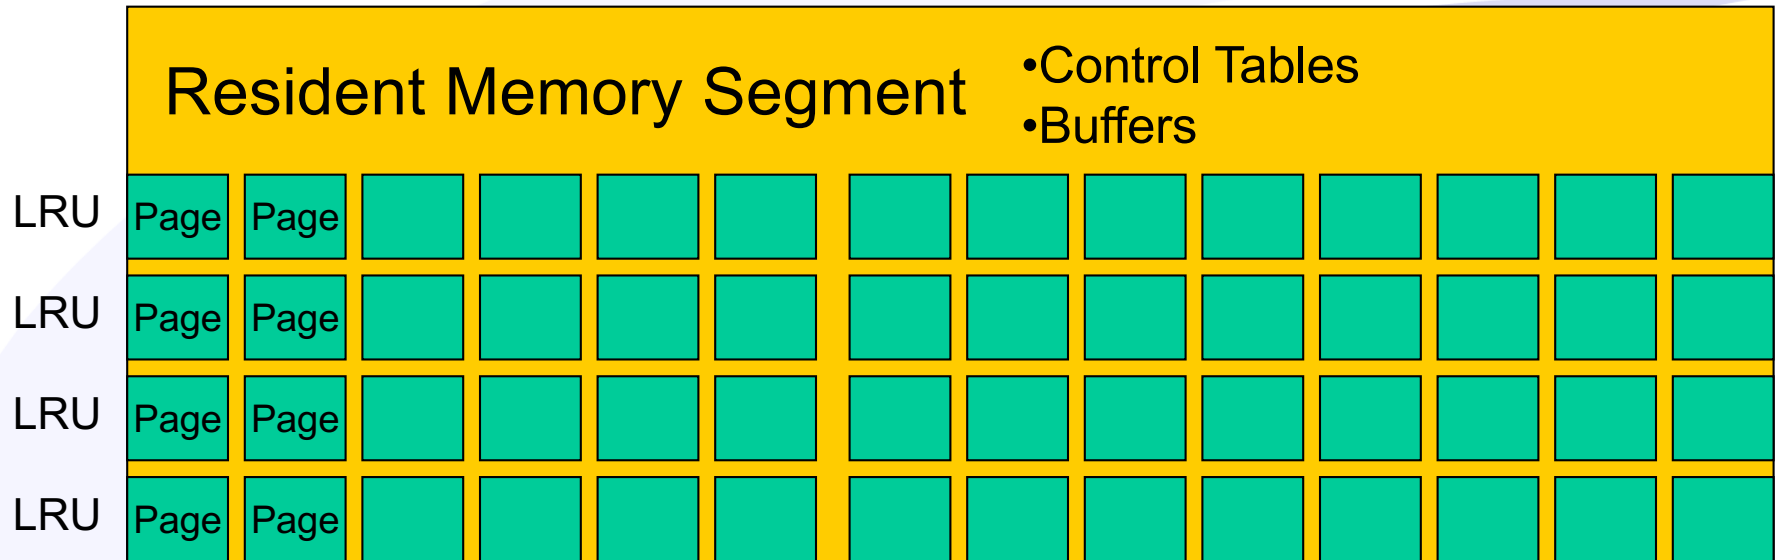 Resident Memory Segment
•Control Tables
•Buffers
LRU Page Page
LRU Page Page
LRU Page Page
LRU Page Page